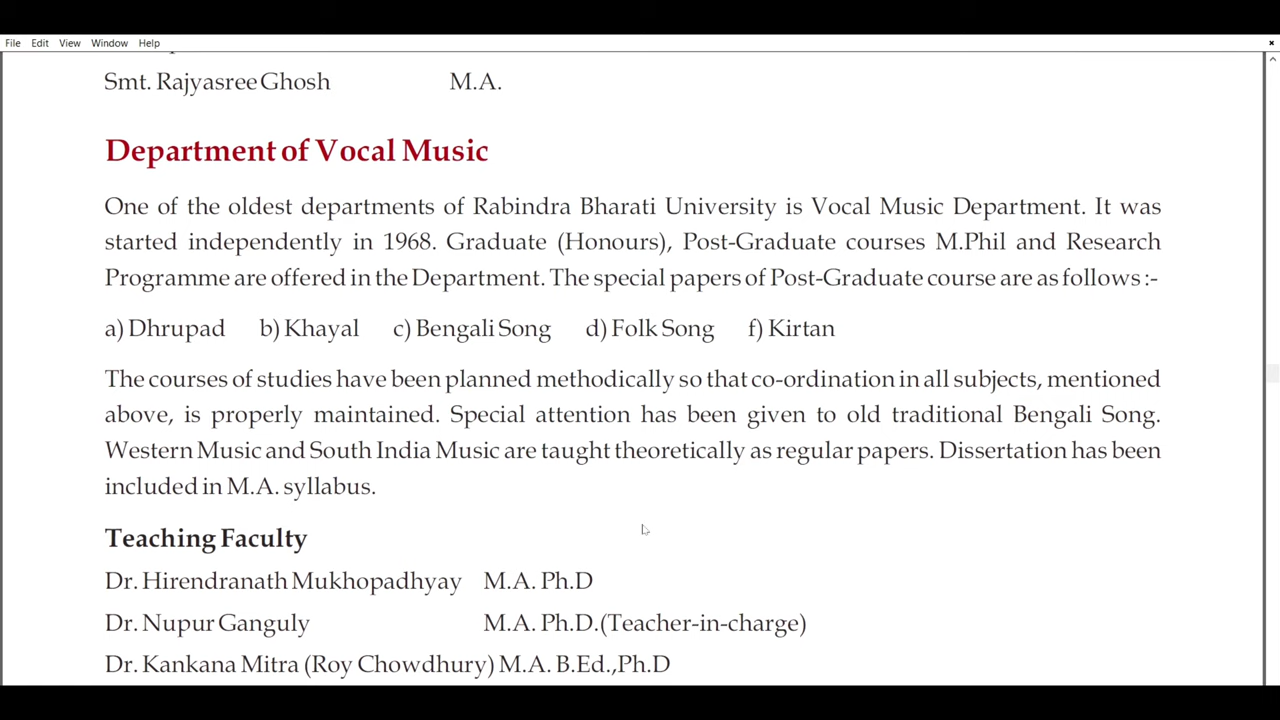 File Edit View Window Help
Smt. Rajyasree Ghosh M.A.
Department of Vocal Music
One of the oldest departments of Rabindra Bharati University is Vocal Music Department. It was
started independently in 1968. Graduate (Honours), Post-Graduate courses M.Phil and Research
Programme are offered in the Department. The special papers of Post-Graduate course are as follows :-
a) Dhrupad b) Khayal c) Bengali Song d) Folk Song f) Kirtan
The courses of studies have been planned methodically so that co-ordination in all subjects, mentioned
above, is properly maintained. Special attention has been given to old traditional Bengali Song.
Western Music and South India Music are taught theoretically as regular papers. Dissertation has been
included in M.A. syllabus.
Teaching Faculty
Dr. Hirendranath Mukhopadhyay M.A. Ph.D
Dr. Nupur Ganguly M.A. Ph.D.(Teacher-in-charge)
Dr. Kankana Mitra (Roy Chowdhury) M.A. B.Ed.,Ph.D